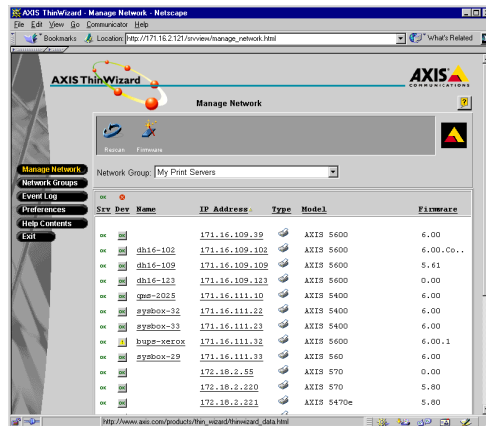 AXIS ThinWizard - Manage Network - Netscape
File Edit View Go Communicator Help
Bookmarks Location: http://171.16.2.121/srvview/manage_network.html What's Related
AXIS ThinWizard
AXIS
COMMUNICATIONS
Manage Network
?
Rescan Firmware
Network Group: My Print Servers
Manage Network
Network Groups
Event Log
Preferences
Help Contents
Exit
OK
Srv Dev Name IP Address Type Model Firmware
OK OK 171.16.109.39 AXIS 5600 6.00
OK OK dh16-102 171.16.109.102 AXIS 5600 6.00.Co..
OK OK dh16-109 171.16.109.109 AXIS 5600 5.61
OK OK dh16-123 171.16.109.123 AXIS 5600 0.00
OK OK qms-2025 171.16.111.10 AXIS 5400 6.00
OK OK sysbox-32 171.16.111.22 AXIS 5400 6.00
OK OK sysbox-33 171.16.111.23 AXIS 5400 6.00
OK ! bups-xerox 171.16.111.32 AXIS 5600 6.00.1
OK OK sysbox-29 171.16.111.33 AXIS 560 6.00
OK OK 172.18.2.55 AXIS 570 0.00
OK OK 172.18.2.220 AXIS 570 5.80
172.18.2.221 AXIS 5470e 5.80
http://www.axis.com/products/thin_wizard/thinwizard_data.html